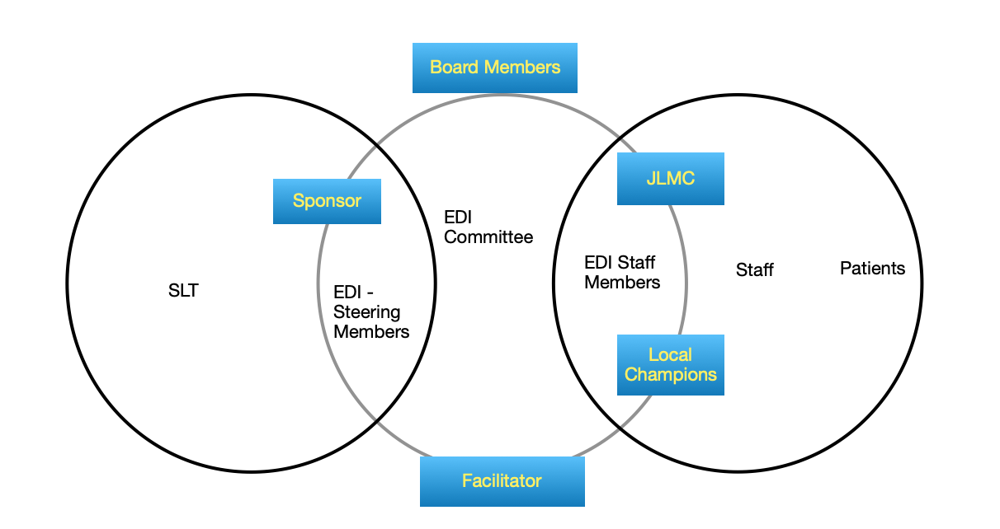 Board Members
JLMC
Sponsor
EDI
Committee
EDI Staff
Members
Staff
Patients
SLT
EDI -
Steering
Members
Local
Champions
Facilitator